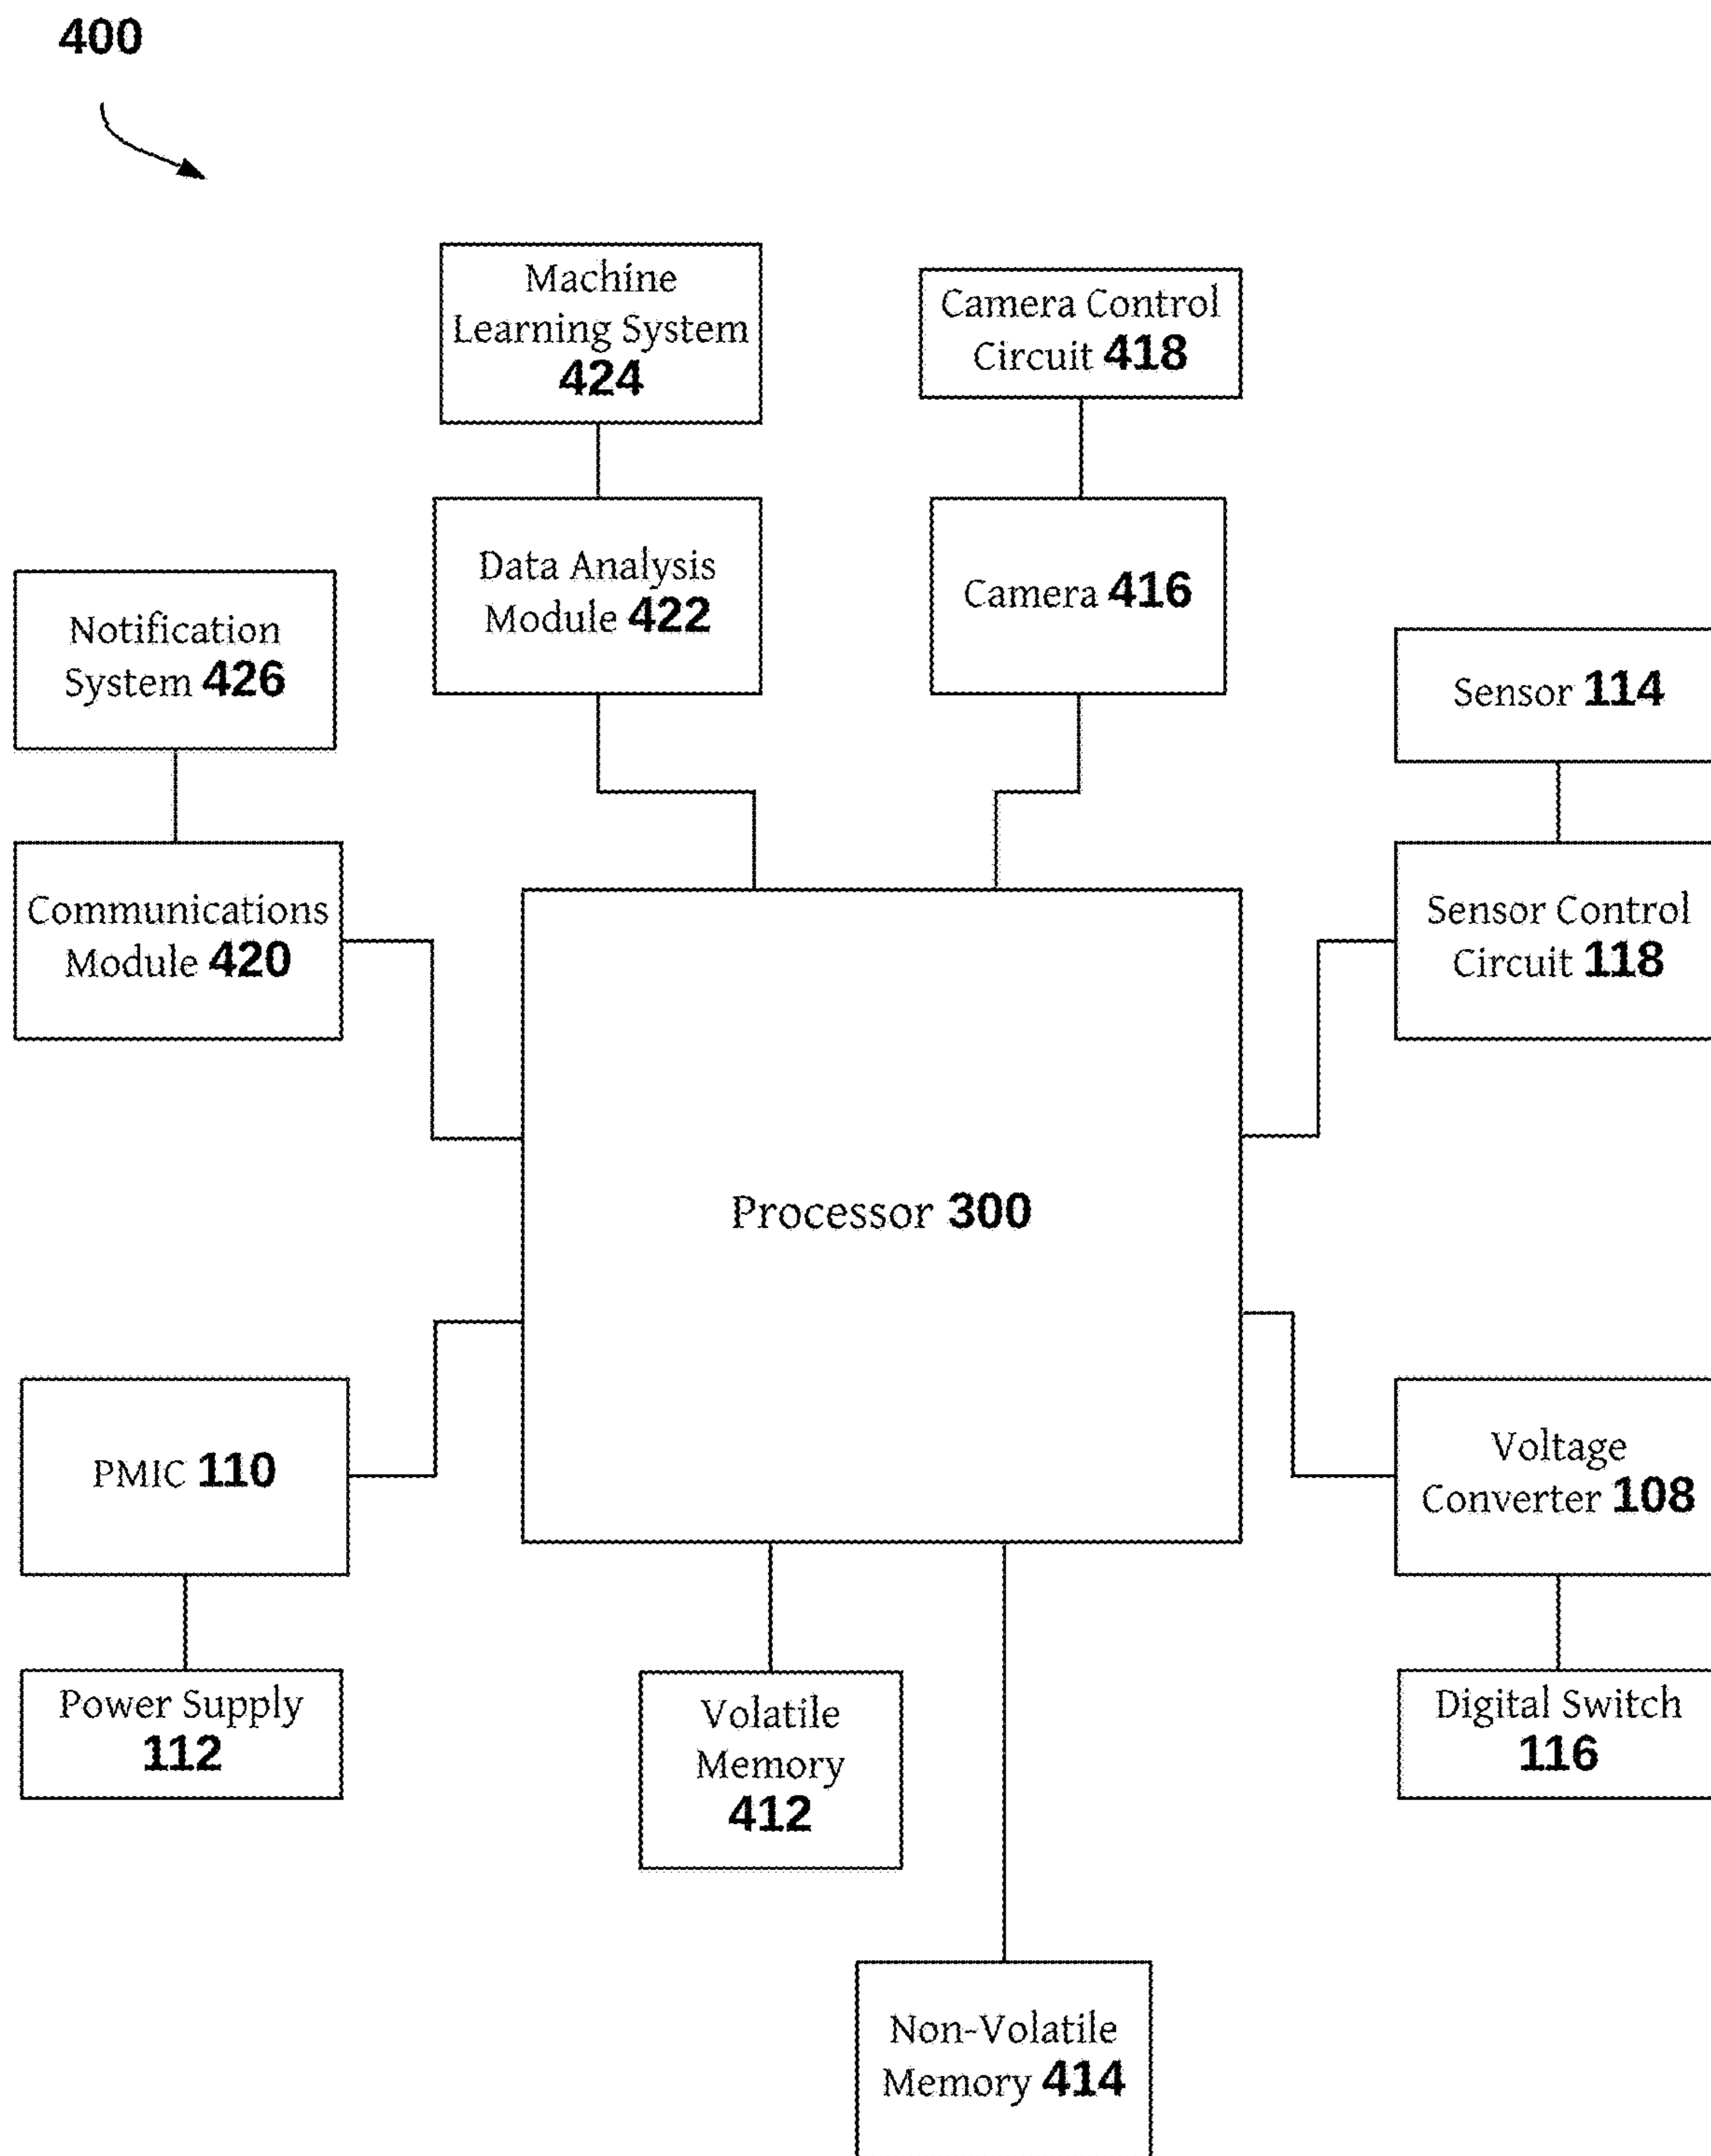 400
Machine
Learning System
424
Camera Control
Circuit 418
Data Analysis
Module 422
Camera 416
Notification
System 426
Sensor 114
Communications
Module 420
Sensor Control
Circuit 118
Processor 300
PMIC 110
Voltage
Converter 108
Power Supply
112
Volatile
Memory
412
Digital Switch
116
Non-Volatile
Memory 414